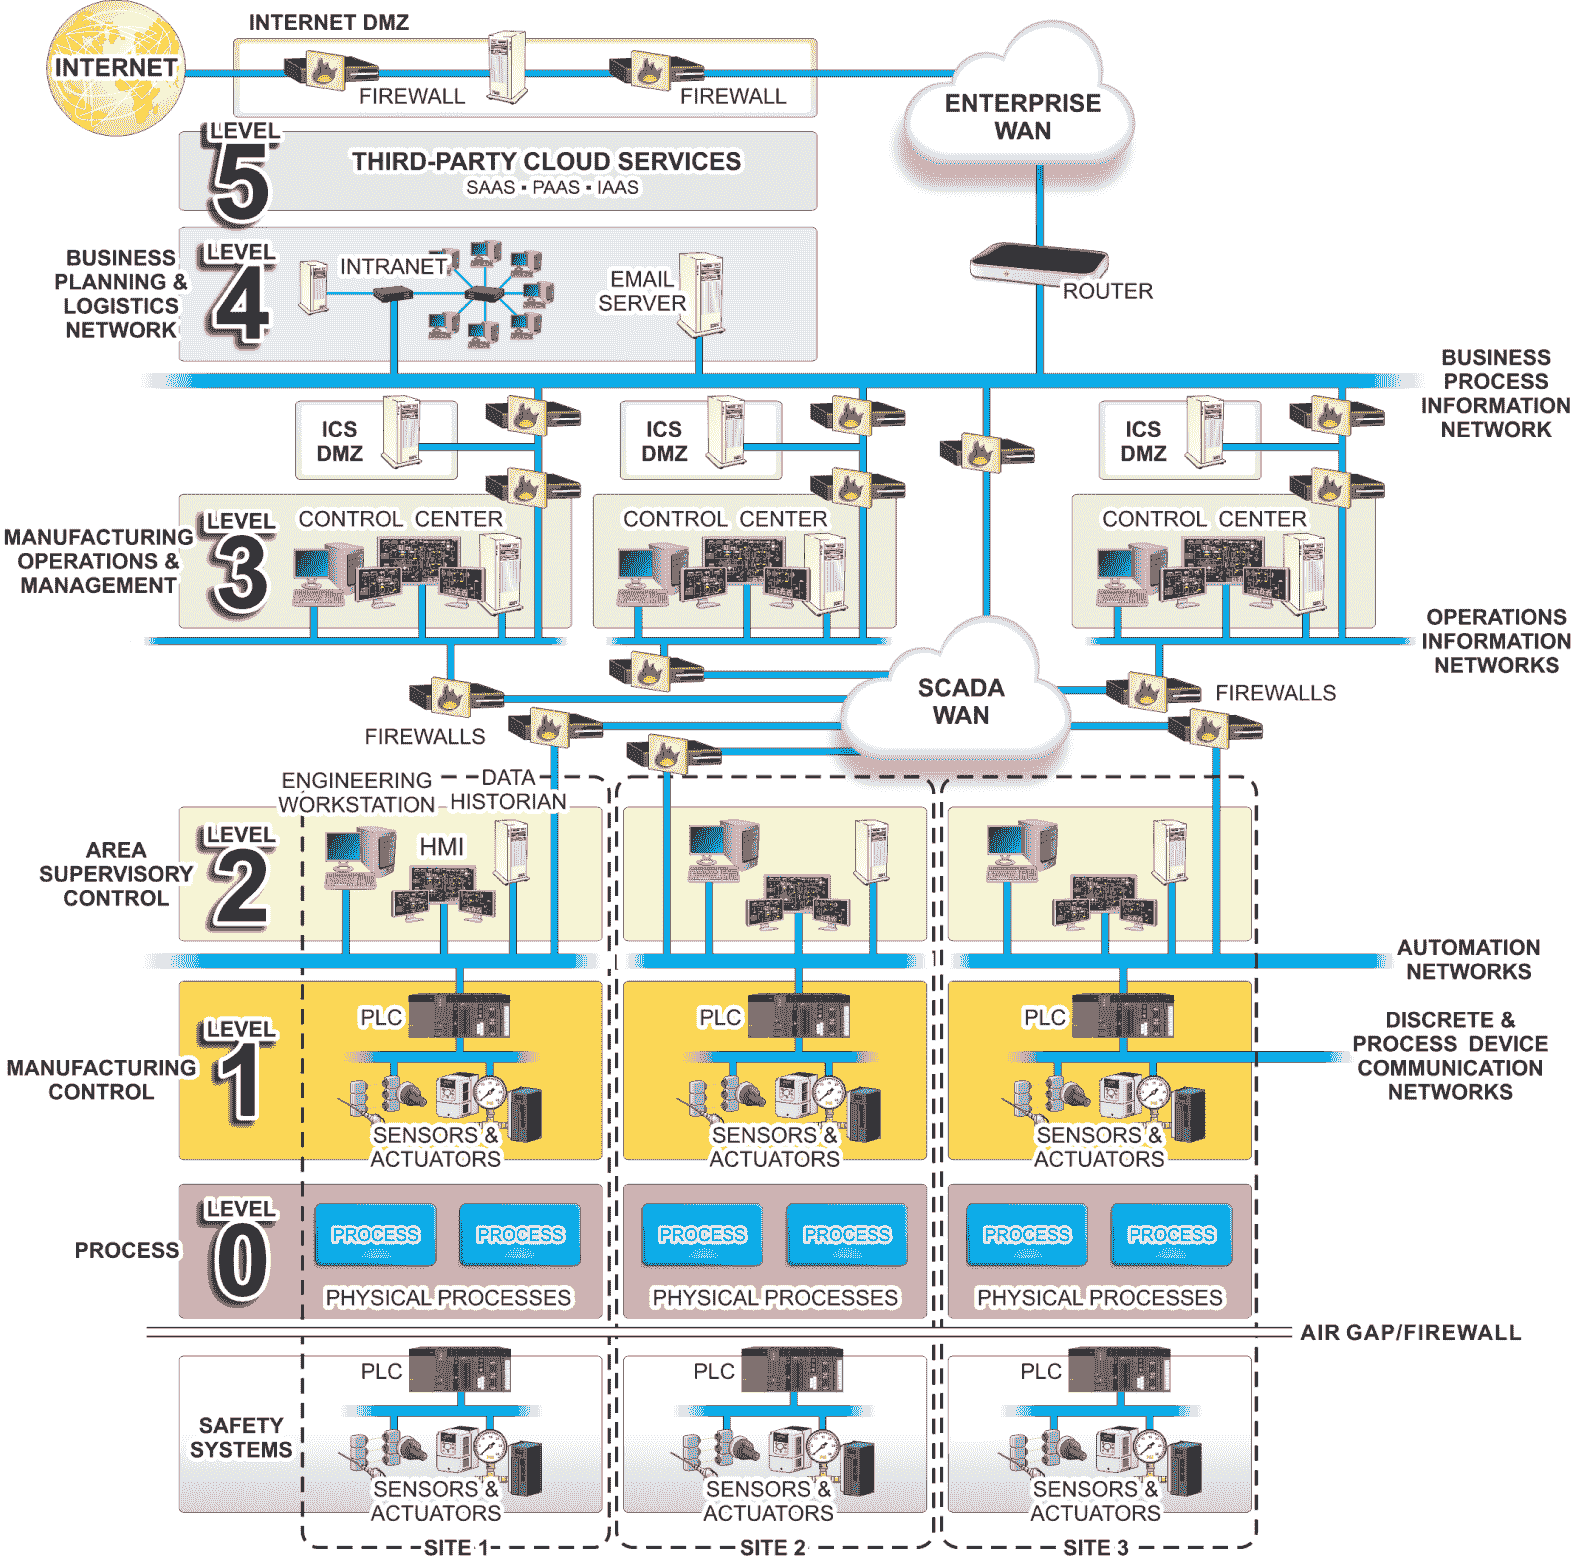 INTERNET DMZ
INTERNET
FIREWALL
FIREWALL
ENTERPRISE
WAN
LEVEL
5
THIRD-PARTY CLOUD SERVICES
SAAS ▪ PAAS ▪ IAAS
BUSINESS
PLANNING &
LOGISTICS
NETWORK
LEVEL
4
INTRANET
EMAIL
SERVER
ROUTER
BUSINESS
PROCESS
INFORMATION
NETWORK
ICS
DMZ
ICS
DMZ
ICS
DMZ
MANUFACTURING
OPERATIONS &
MANAGEMENT
LEVEL
3
CONTROL CENTER
CONTROL CENTER
CONTROL CENTER
OPERATIONS
INFORMATION
NETWORKS
SCADA
WAN
FIREWALLS
FIREWALLS
ENGINEERING
WORKSTATION
DATA
HISTORIAN
AREA
SUPERVISORY
CONTROL
LEVEL
2
HMI
AUTOMATION
NETWORKS
MANUFACTURING
CONTROL
LEVEL
1
PLC
PLC
PLC
DISCRETE &
PROCESS DEVICE
COMMUNICATION
NETWORKS
SENSORS &
ACTUATORS
SENSORS &
ACTUATORS
SENSORS &
ACTUATORS
PROCESS
LEVEL
0
PROCESS
PROCESS
PROCESS
PROCESS
PROCESS
PROCESS
PHYSICAL PROCESSES
PHYSICAL PROCESSES
PHYSICAL PROCESSES
AIR GAP/FIREWALL
SAFETY
SYSTEMS
PLC
PLC
PLC
SENSORS &
ACTUATORS
SENSORS &
ACTUATORS
SENSORS &
ACTUATORS
SITE 1
SITE 2
SITE 3